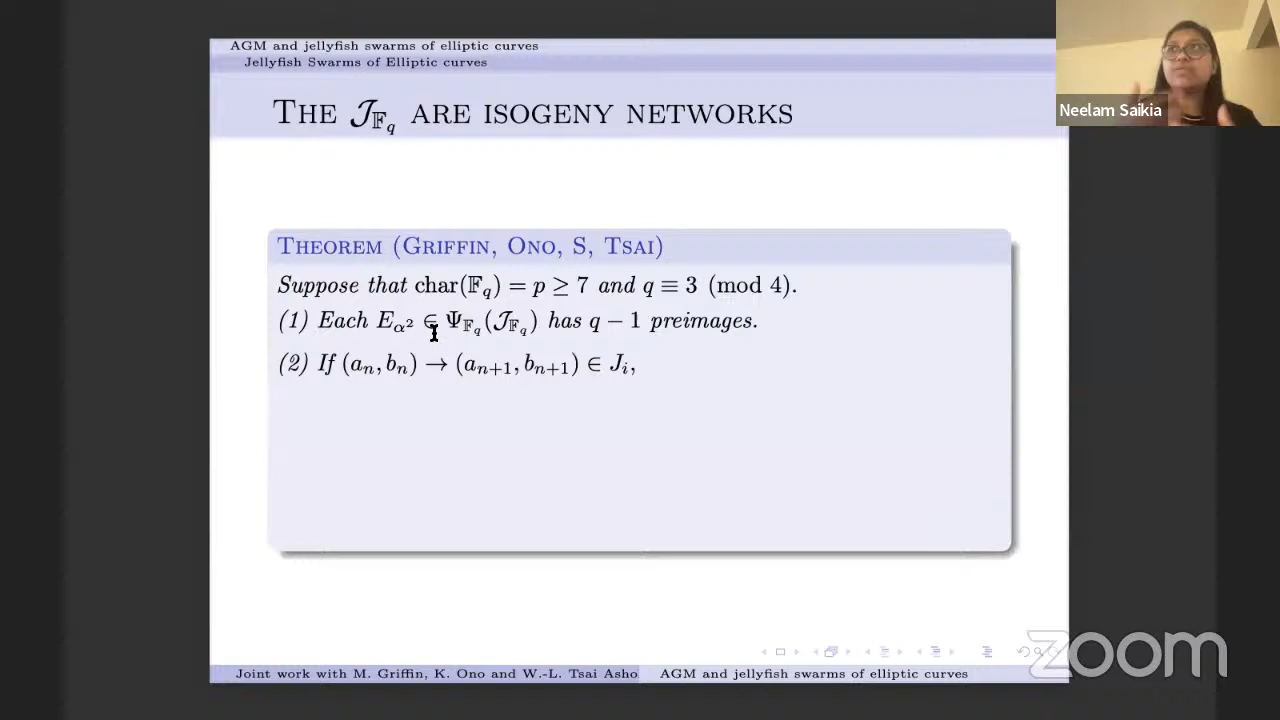 AGM and jellyfish swarms of elliptic curves
Jellyfish Swarms of Elliptic curves
THE 𝒥_{𝔽_q} ARE ISOGENY NETWORKS
Neelam Saikia
THEOREM (GRIFFIN, ONO, S, TSAI)
Suppose that char(𝔽_q) = p ≥ 7 and q ≡ 3 (mod 4).
(1) Each E_{α²} ∈ Ψ_{𝔽_q}(𝒥_{𝔽_q}) has q − 1 preimages.
(2) If (a_n, b_n) → (a_{n+1}, b_{n+1}) ∈ J_i,
zoom
Joint work with M. Griffin, K. Ono and W.-L. Tsai Asho
AGM and jellyfish swarms of elliptic curves